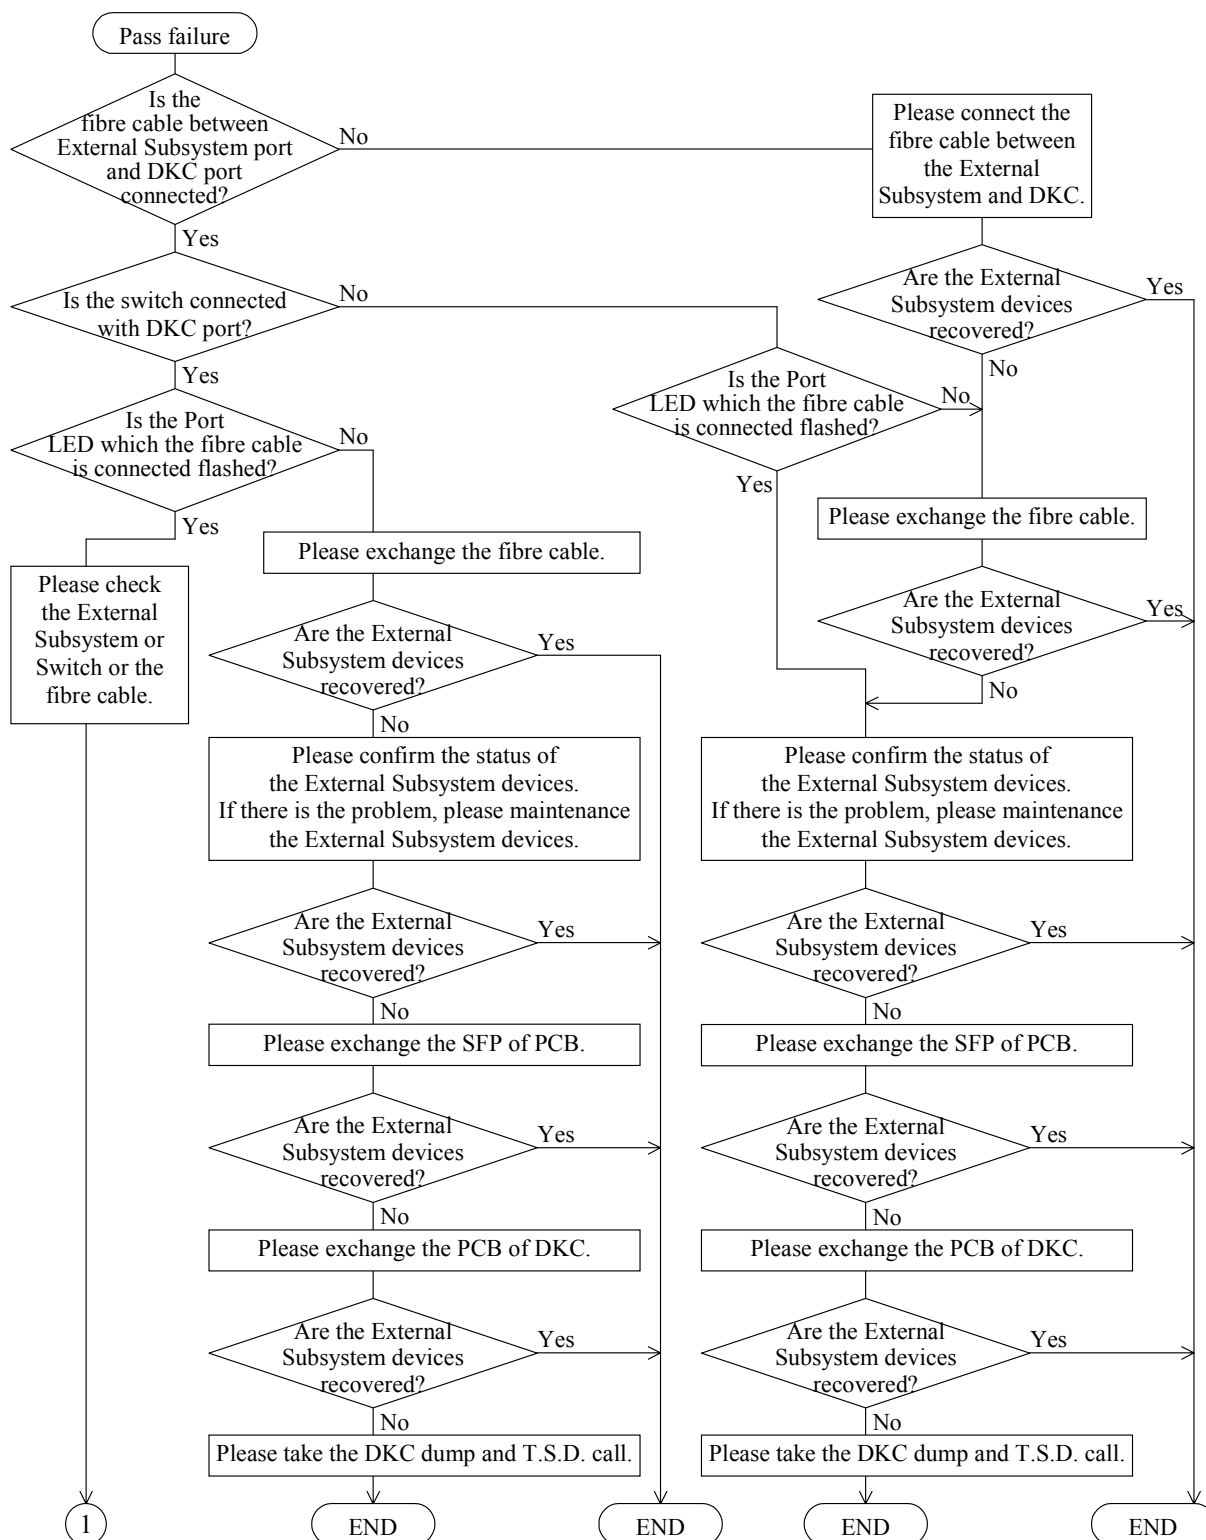 Pass failure
Is the
fibre cable between
External Subsystem port
and DKC port
connected?
No
Please connect the
fibre cable between
the External
Subsystem and DKC.
Yes
Is the switch connected
with DKC port?
No
Are the External
Subsystem devices
recovered?
Yes
No
Yes
Is the Port
LED which the fibre cable
is connected flashed?
No
Is the Port
LED which the fibre cable
is connected flashed?
No
Yes
Yes
Please exchange the fibre cable.
Please exchange the fibre cable.
Please check
the External
Subsystem or
Switch or the
fibre cable.
Are the External
Subsystem devices
recovered?
Yes
No
Are the External
Subsystem devices
recovered?
Yes
No
Please confirm the status of
the External Subsystem devices.
If there is the problem, please maintenance
the External Subsystem devices.
Please confirm the status of
the External Subsystem devices.
If there is the problem, please maintenance
the External Subsystem devices.
Are the External
Subsystem devices
recovered?
Yes
No
Are the External
Subsystem devices
recovered?
Yes
No
Please exchange the SFP of PCB.
Please exchange the SFP of PCB.
Are the External
Subsystem devices
recovered?
Yes
No
Are the External
Subsystem devices
recovered?
Yes
No
Please exchange the PCB of DKC.
Please exchange the PCB of DKC.
Are the External
Subsystem devices
recovered?
Yes
No
Are the External
Subsystem devices
recovered?
Yes
No
Please take the DKC dump and T.S.D. call.
Please take the DKC dump and T.S.D. call.
1
END
END
END
END